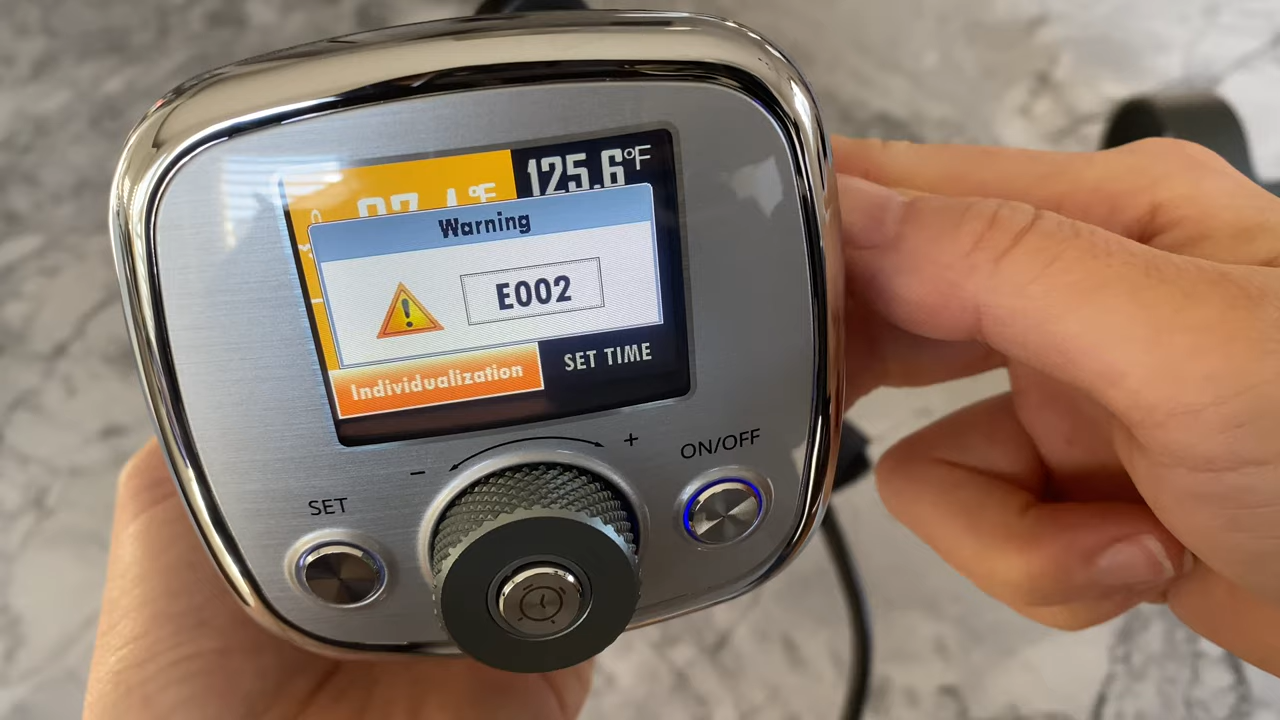 125.6°F
Warning
E002
Individualization
SET TIME
- +
SET
ON/OFF